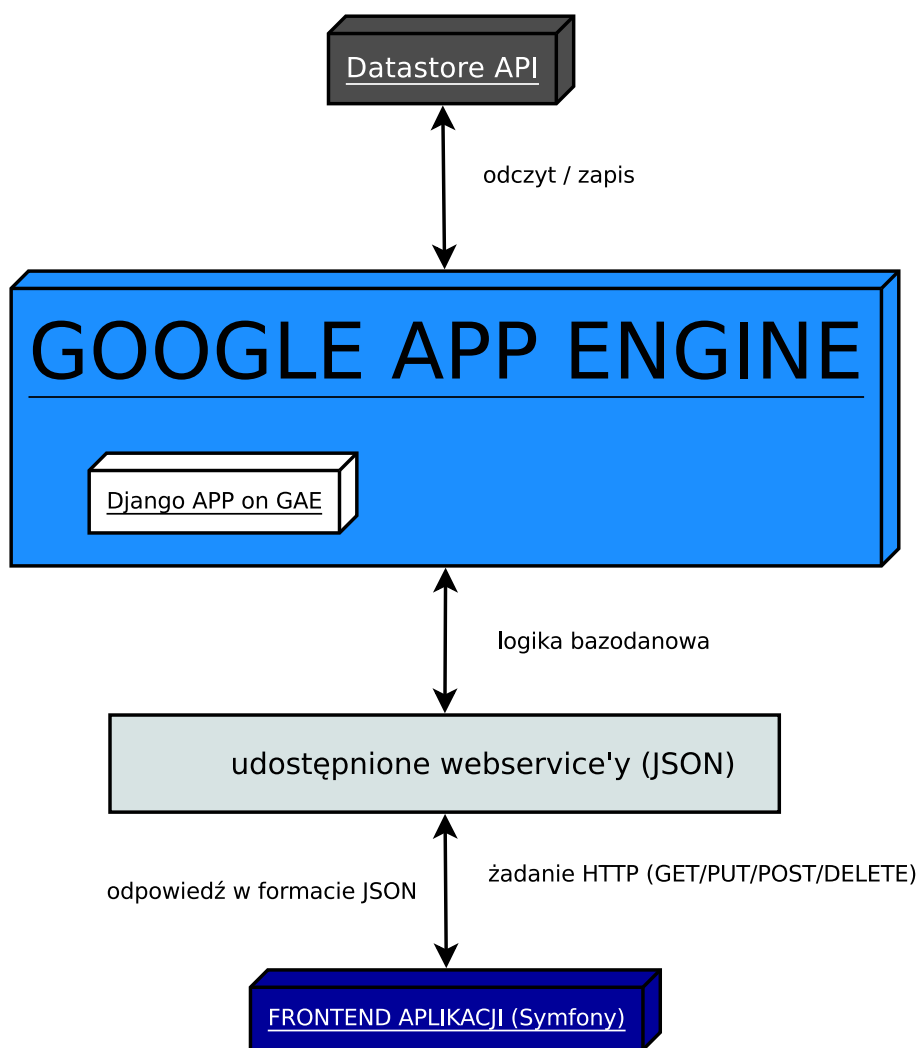 Datastore API
odczyt / zapis
GOOGLE APP ENGINE
Django APP on GAE
logika bazodanowa
udostępnione webservice'y (JSON)
żadanie HTTP (GET/PUT/POST/DELETE)
odpowiedź w formacie JSON
FRONTEND APLIKACJI (Symfony)